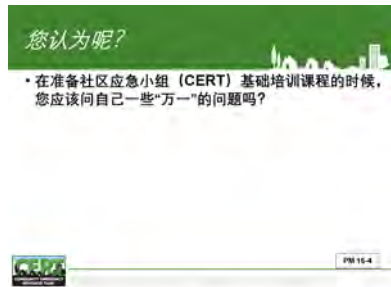 您认为呢？
• 在准备社区应急小组（CERT）基础培训课程的时候，
您应该问自己一些“万一”的问题吗？
CERT
PM 16-4